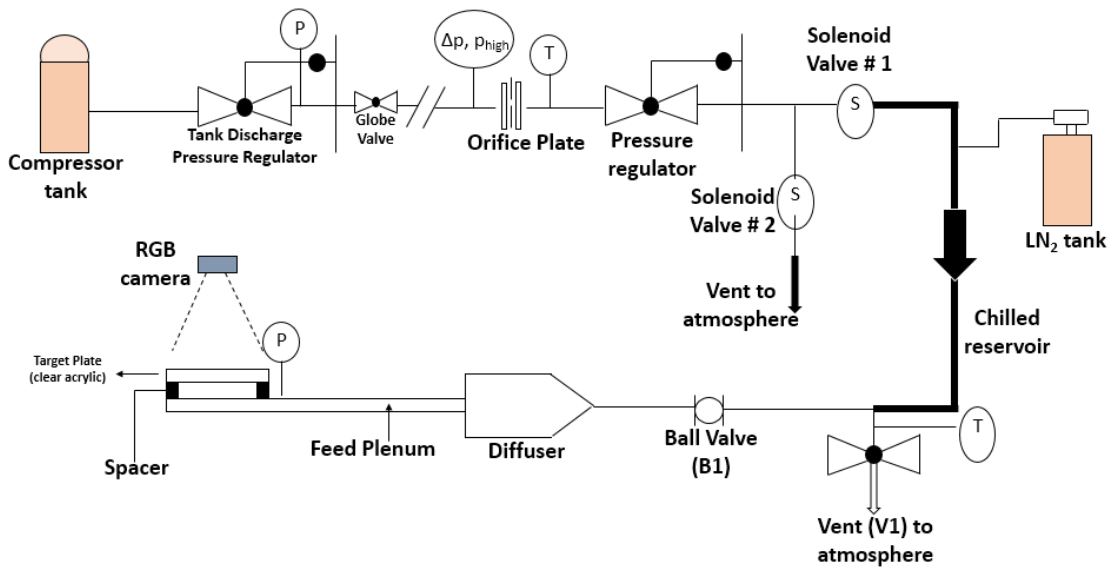 Compressor
tank
P
Tank Discharge
Pressure Regulator
Globe
Valve
Δp, p_high
Orifice Plate
T
Pressure
regulator
Solenoid
Valve # 1
S
Solenoid
Valve # 2
S
Vent to
atmosphere
LN₂ tank
Chilled
reservoir
RGB
camera
Target Plate
(clear acrylic)
P
Spacer
Feed Plenum
Diffuser
Ball Valve
(B1)
T
Vent (V1) to
atmosphere